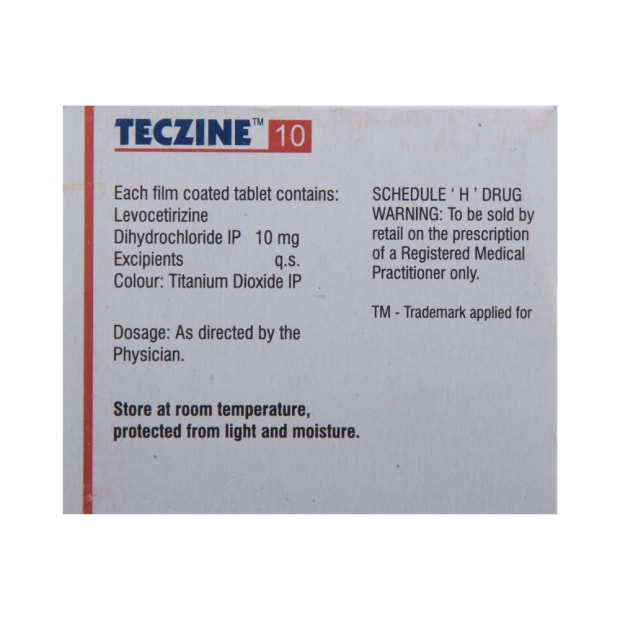 TECZINE™ 10
Each film coated tablet contains:
Levocetirizine
Dihydrochloride IP 10 mg
Excipients q.s.
Colour: Titanium Dioxide IP
Dosage: As directed by the
Physician.
Store at room temperature,
protected from light and moisture.
SCHEDULE ‘ H ’ DRUG
WARNING: To be sold by
retail on the prescription
of a Registered Medical
Practitioner only.
TM - Trademark applied for